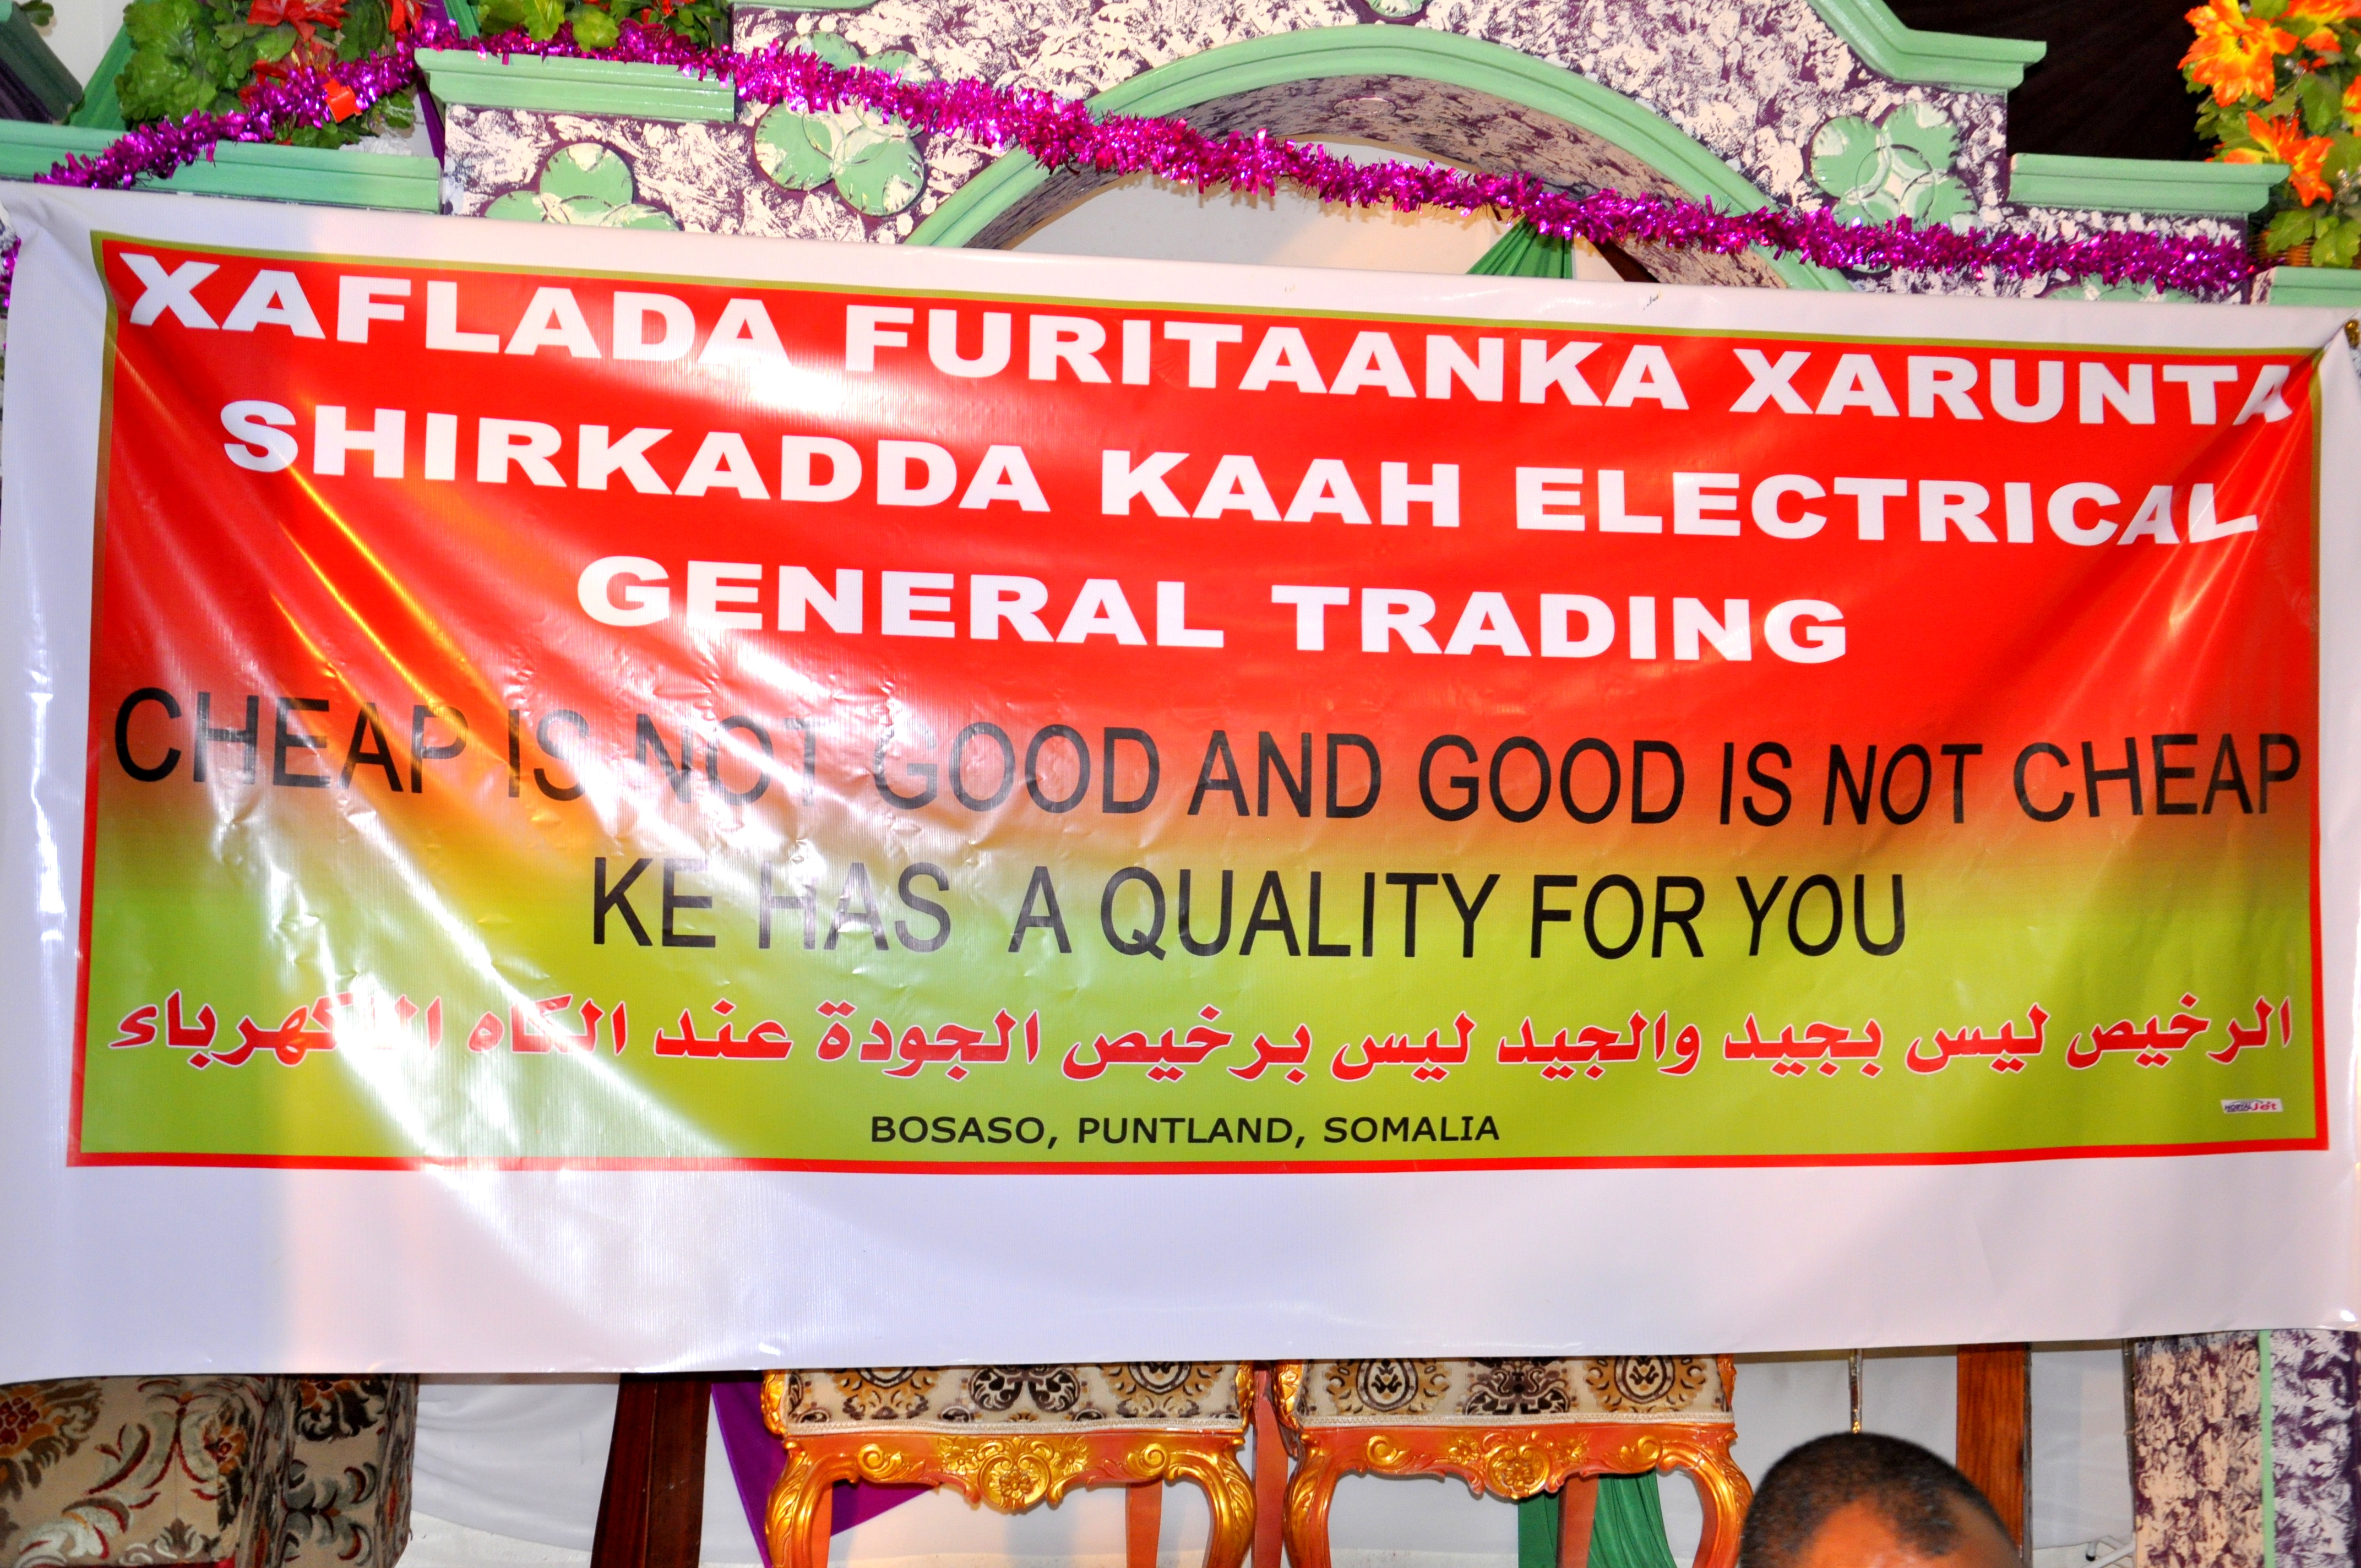 XAFLADA FURITAANKA XARUNTA
SHIRKADDA KAAH ELECTRICAL
GENERAL TRADING
CHEAP IS NOT GOOD AND GOOD IS NOT CHEAP
KE HAS A QUALITY FOR YOU
الرخيص ليس بجيد والجيد ليس برخيص الجودة عند الكاه
BOSASO, PUNTLAND, SOMALIA